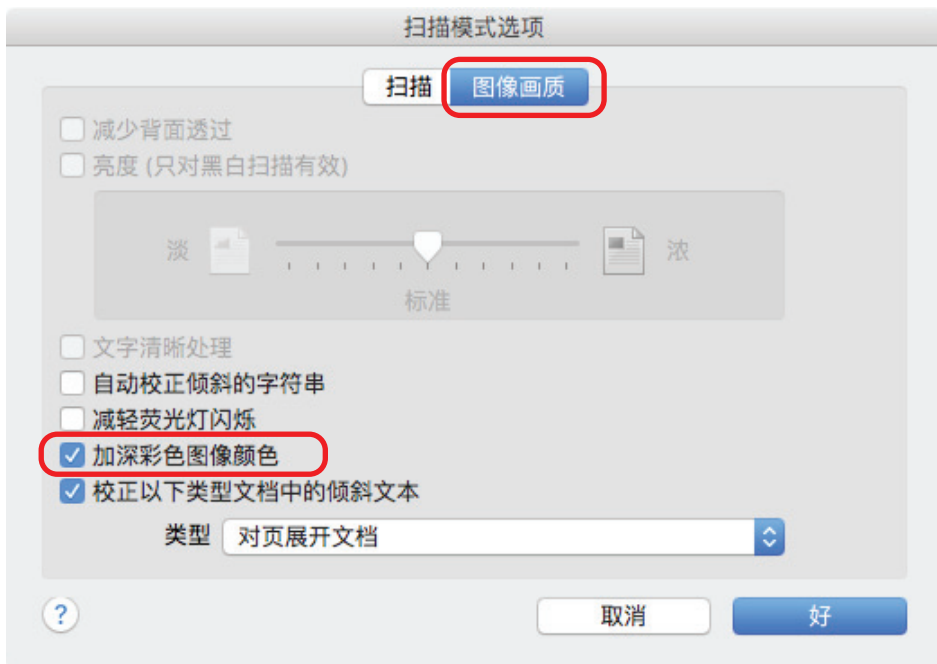 扫描模式选项
扫描 图像画质
减少背面透过
亮度 (只对黑白扫描有效)
淡 浓
标准
文字清晰处理
自动校正倾斜的字符串
减轻荧光灯闪烁
加深彩色图像颜色
校正以下类型文档中的倾斜文本
类型 对页展开文档
? 取消 好